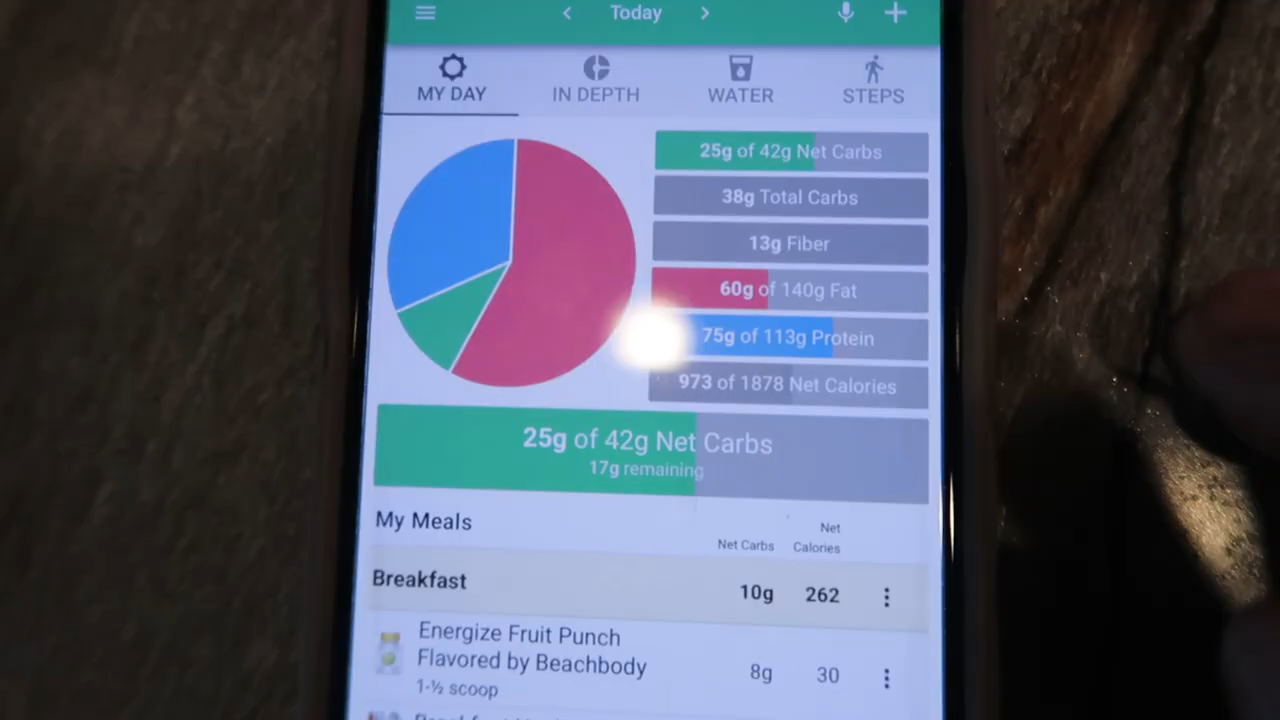 Today
MY DAY
IN DEPTH
WATER
STEPS
25g of 42g Net Carbs
38g Total Carbs
13g Fiber
60g of 140g Fat
75g of 113g Protein
973 of 1878 Net Calories
25g of 42g Net Carbs
17g remaining
My Meals
Net Carbs
Net
Calories
Breakfast 10g 262
Energize Fruit Punch
Flavored by Beachbody
8g 30
1-½ scoop